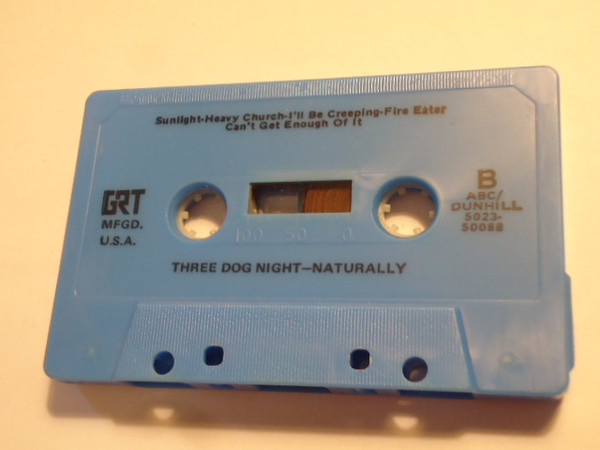 Sunlight-Heavy Church-I'll Be Creeping-Fire Eater
Can't Get Enough Of It
GRT
MFGD.
U.S.A.
B
ABC/
DUNHILL
5023-
50088
100 50 0
THREE DOG NIGHT—NATURALLY